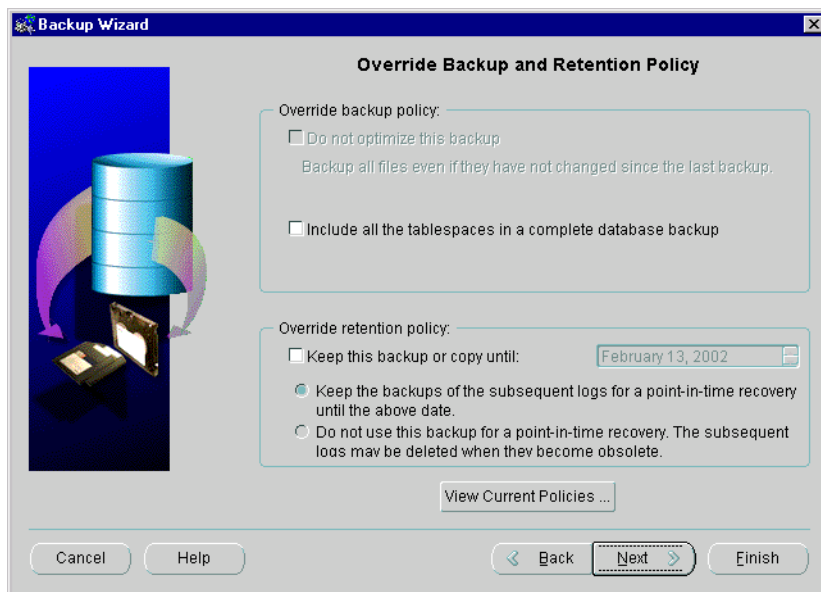 Backup Wizard
Override Backup and Retention Policy
Override backup policy:
Do not optimize this backup
Backup all files even if they have not changed since the last backup.
Include all the tablespaces in a complete database backup
Override retention policy:
Keep this backup or copy until:
February 13, 2002
Keep the backups of the subsequent logs for a point-in-time recovery
until the above date.
Do not use this backup for a point-in-time recovery. The subsequent
logs may be deleted when they become obsolete.
View Current Policies ...
Cancel
Help
Back
Next
Finish